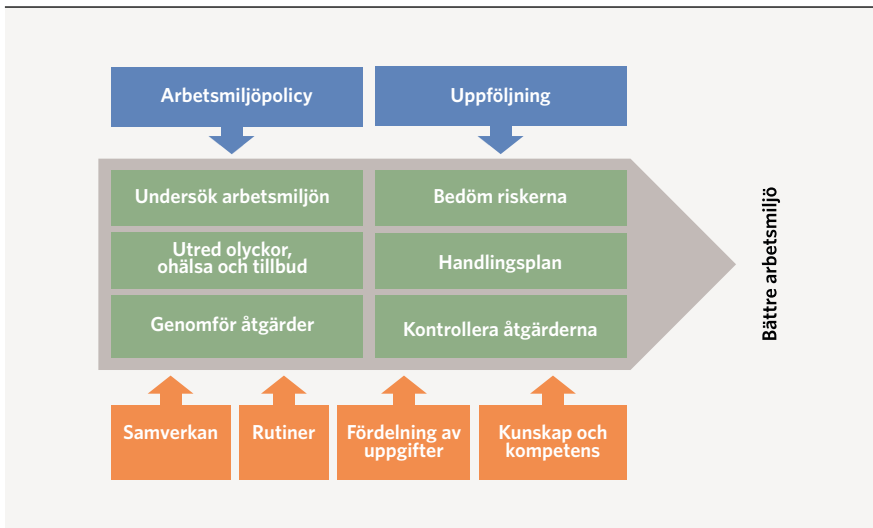 Arbetsmiljöpolicy
Uppföljning
Undersök arbetsmiljön
Bedöm riskerna
Utred olyckor,
ohälsa och tillbud
Handlingsplan
Genomför åtgärder
Kontrollera åtgärderna
Bättre arbetsmiljö
Samverkan
Rutiner
Fördelning av
uppgifter
Kunskap och
kompetens